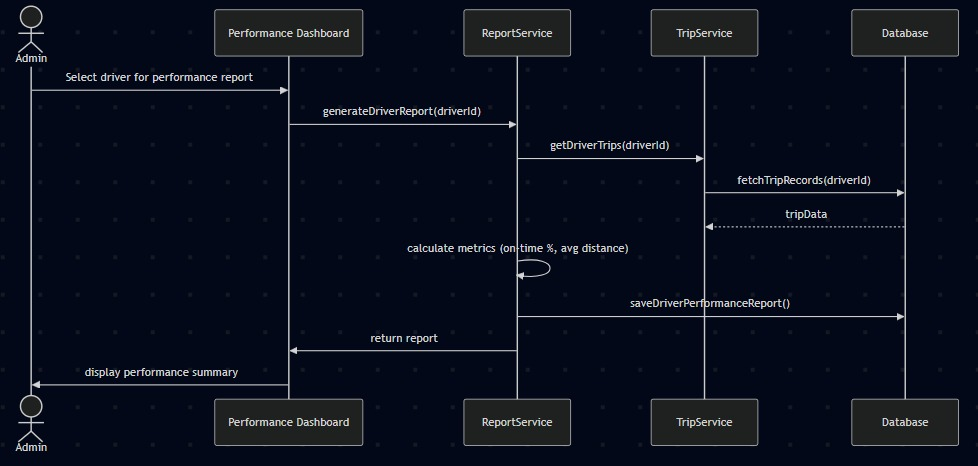 Performance Dashboard
ReportService
TripService
Database
Admin
Select driver for performance report
generateDriverReport(driverId)
getDriverTrips(driverId)
fetchTripRecords(driverId)
tripData
calculate metrics (on-time %, avg distance)
saveDriverPerformanceReport()
return report
display performance summary
Performance Dashboard
ReportService
TripService
Database
Admin